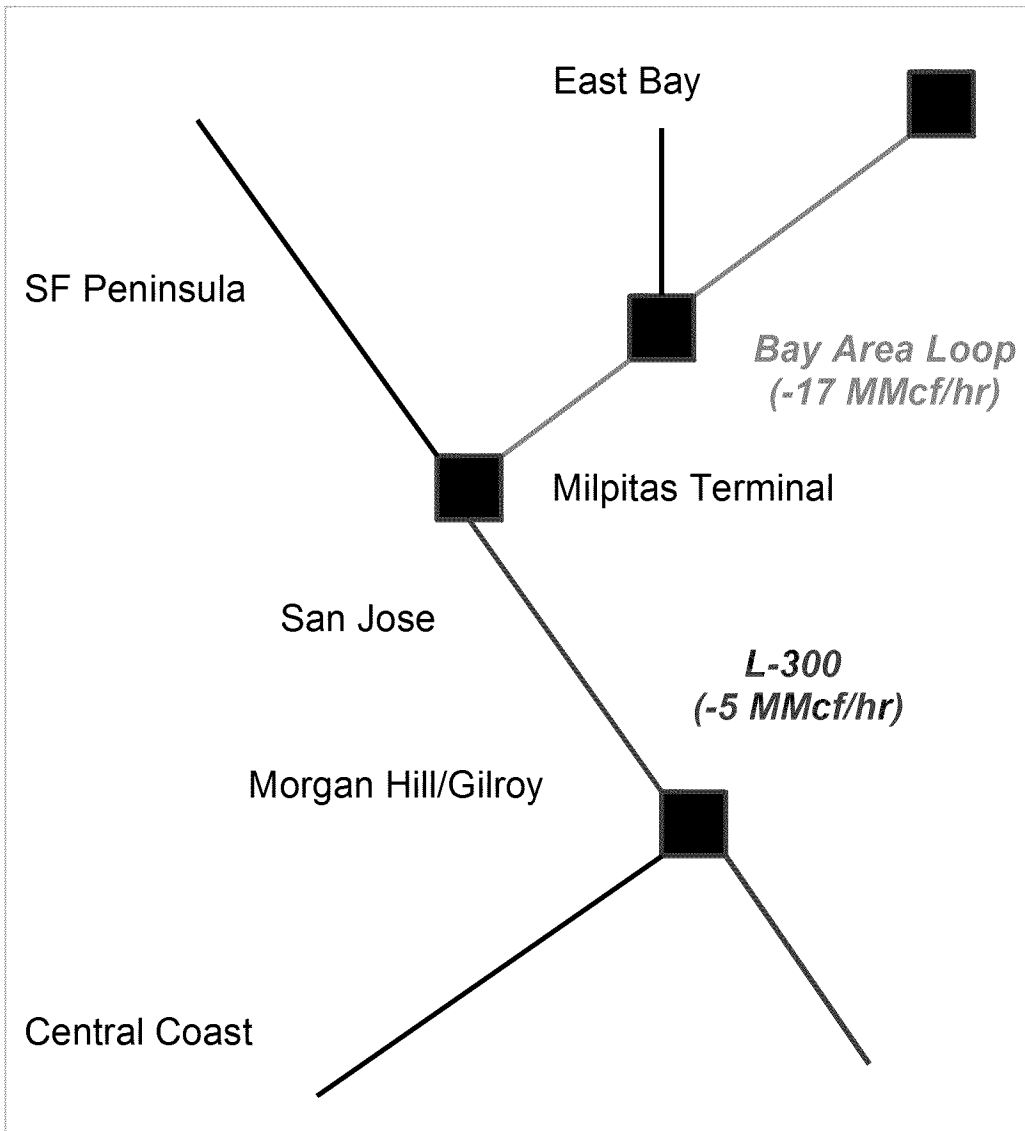 East Bay
SF Peninsula
Bay Area Loop
(-17 MMcf/hr)
Milpitas Terminal
San Jose
L-300
(-5 MMcf/hr)
Morgan Hill/Gilroy
Central Coast